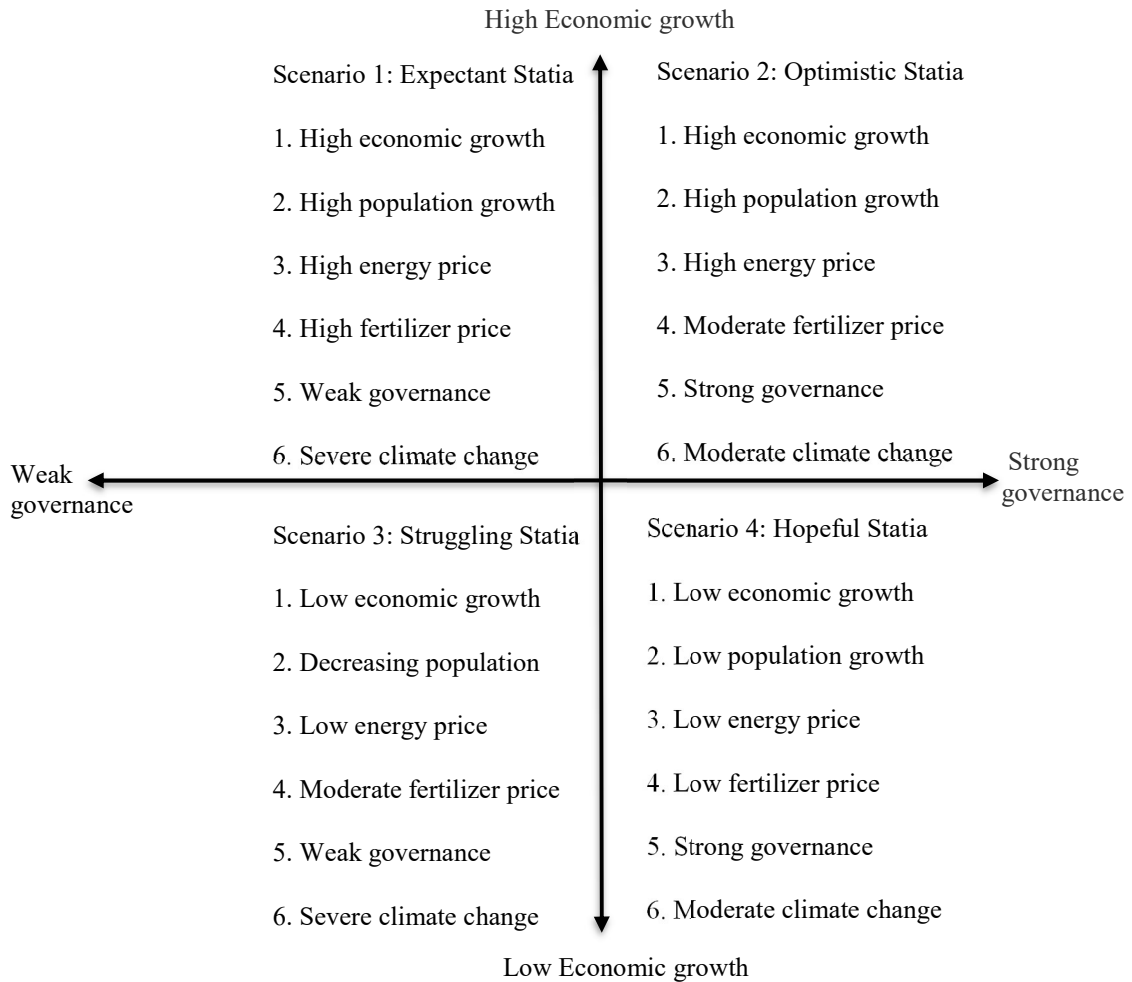 High Economic growth
Scenario 1: Expectant Statia
1. High economic growth
2. High population growth
3. High energy price
4. High fertilizer price
5. Weak governance
6. Severe climate change
Scenario 2: Optimistic Statia
1. High economic growth
2. High population growth
3. High energy price
4. Moderate fertilizer price
5. Strong governance
6. Moderate climate change
Weak
governance
Strong
governance
Scenario 3: Struggling Statia
1. Low economic growth
2. Decreasing population
3. Low energy price
4. Moderate fertilizer price
5. Weak governance
6. Severe climate change
Scenario 4: Hopeful Statia
1. Low economic growth
2. Low population growth
3. Low energy price
4. Low fertilizer price
5. Strong governance
6. Moderate climate change
Low Economic growth